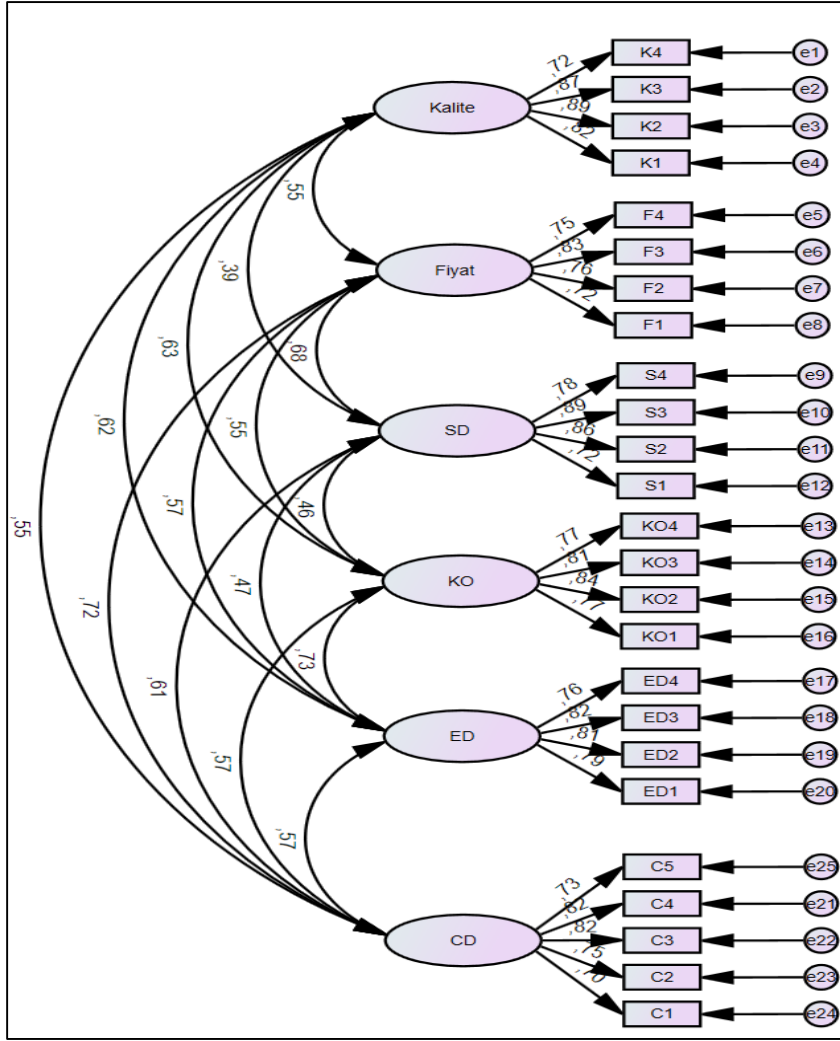 K4 e1
,72
K3 e2
,87
Kalite
,89
K2 e3
,82
K1 e4
,55
F4 e5
,75
F3 e6
,83
Fiyat
,76
F2 e7
,72
F1 e8
,39
,63
,68
S4 e9
,78
S3 e10
,89
SD
,86
S2 e11
,72
S1 e12
,62
,55
,57
,46
KO4 e13
,77
KO3 e14
,81
KO
,84
KO2 e15
,77
KO1 e16
,55
,72
,47
,73
ED4 e17
,76
ED3 e18
,82
ED
,81
ED2 e19
,79
ED1 e20
,61
,57
,57
C5 e25
,73
C4 e21
,82
CD
,82
C3 e22
,75
C2 e23
,70
C1 e24